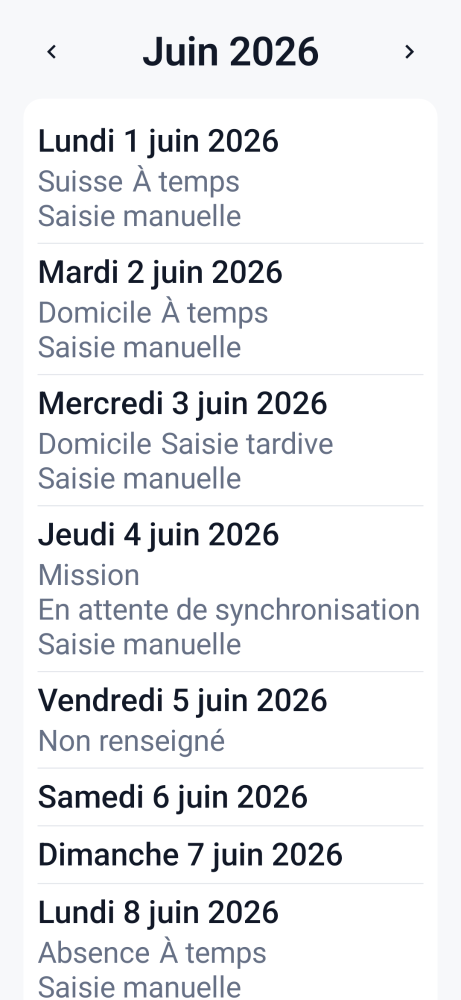 Juin 2026
Lundi 1 juin 2026
Suisse À temps
Saisie manuelle
Mardi 2 juin 2026
Domicile À temps
Saisie manuelle
Mercredi 3 juin 2026
Domicile Saisie tardive
Saisie manuelle
Jeudi 4 juin 2026
Mission
En attente de synchronisation
Saisie manuelle
Vendredi 5 juin 2026
Non renseigné
Samedi 6 juin 2026
Dimanche 7 juin 2026
Lundi 8 juin 2026
Absence À temps
Saisie manuelle